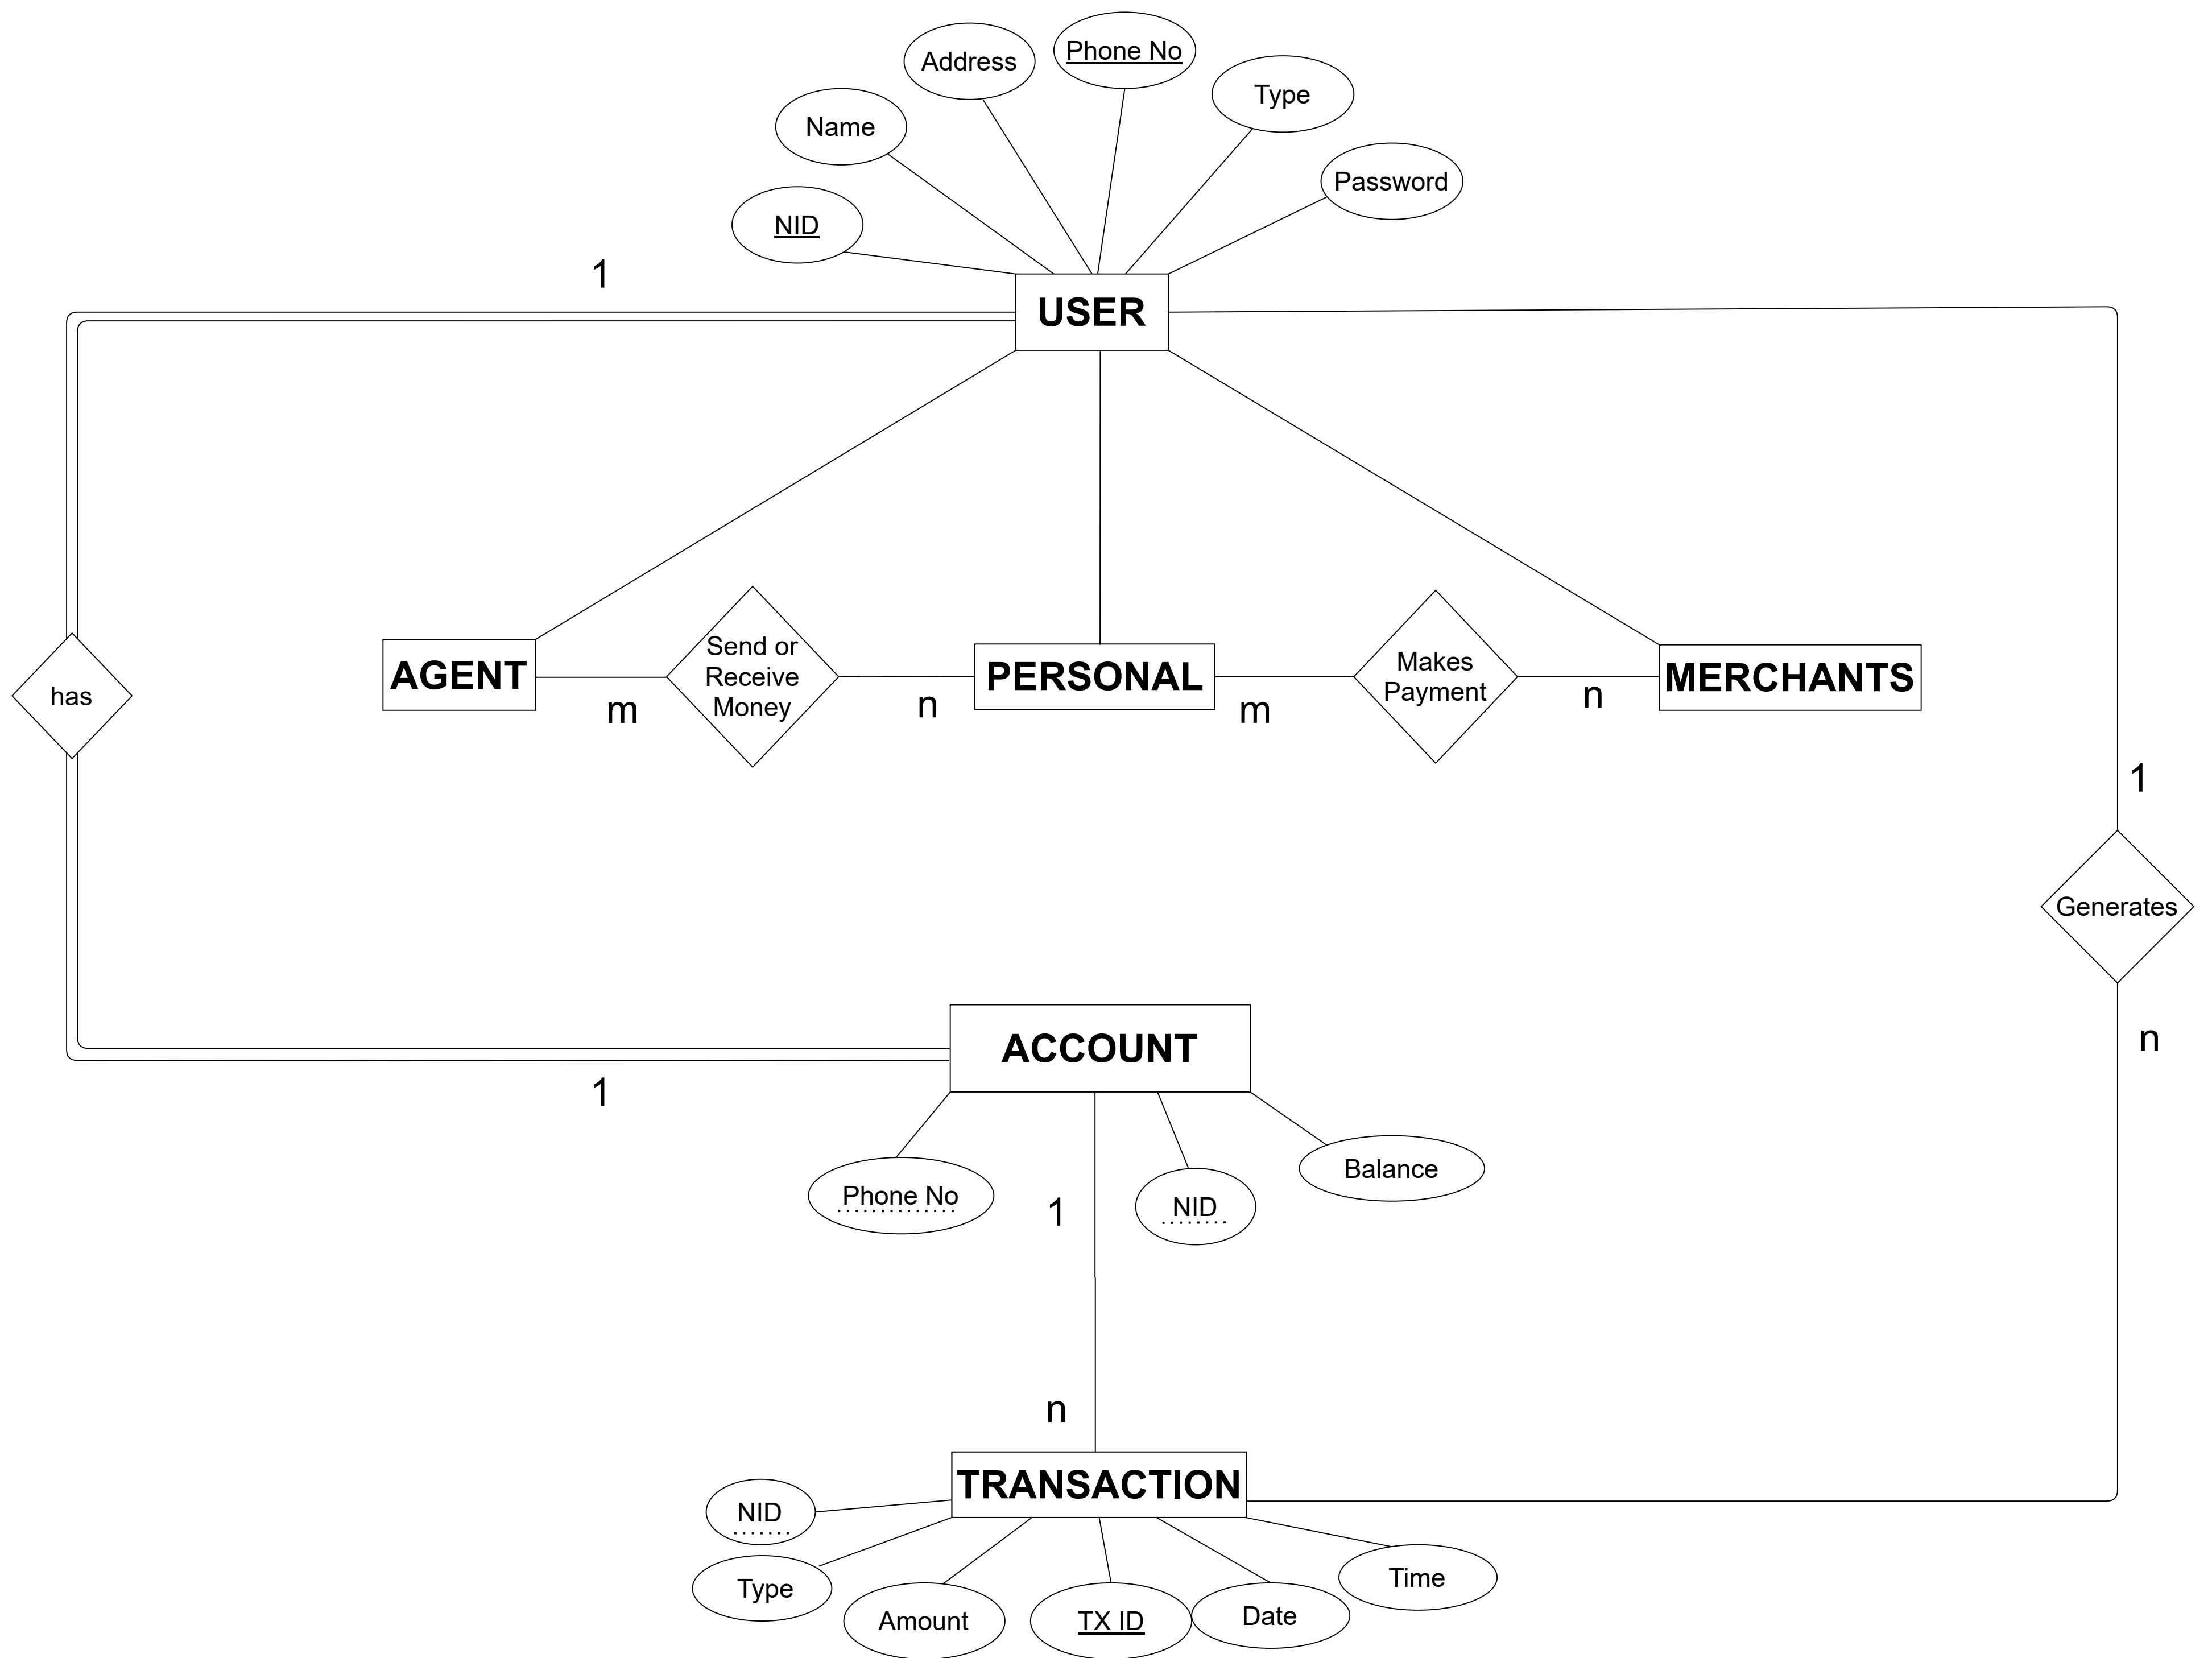 Phone No
Address
Type
Name
Password
NID
1
USER
Send or
Receive
Money
Makes
Payment
has
AGENT
PERSONAL
MERCHANTS
m
n
m
n
1
Generates
ACCOUNT
n
1
Balance
Phone No
NID
1
n
TRANSACTION
NID
Type
Time
Amount
TX ID
Date